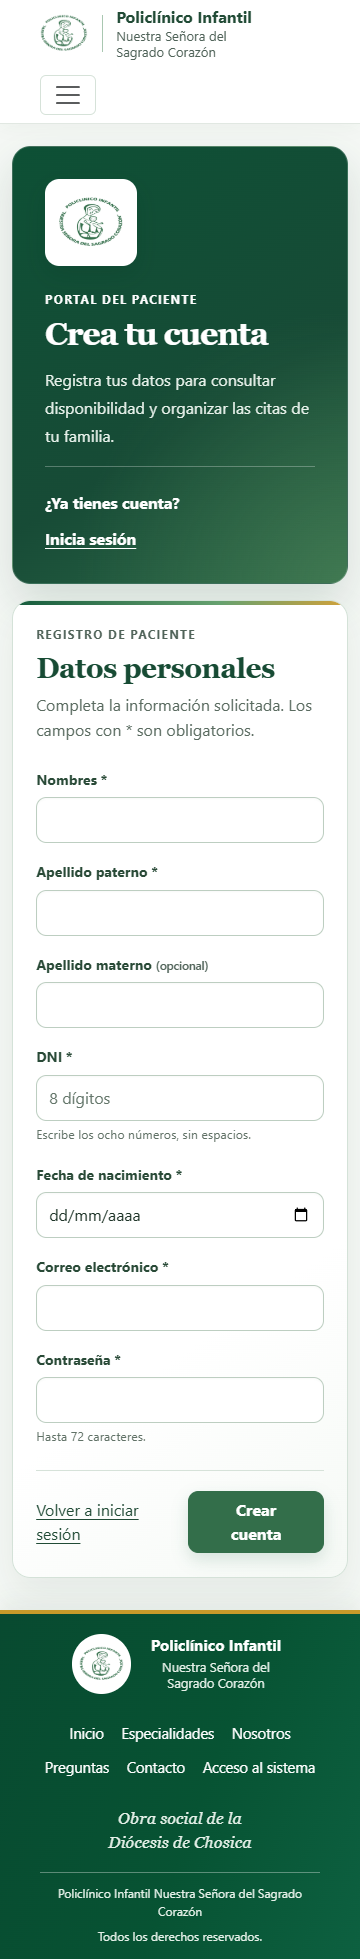 Policlínico Infantil
Nuestra Señora del
Sagrado Corazón
PORTAL DEL PACIENTE
Crea tu cuenta
Registra tus datos para consultar
disponibilidad y organizar las citas de
tu familia.
¿Ya tienes cuenta?
Inicia sesión
REGISTRO DE PACIENTE
Datos personales
Completa la información solicitada. Los
campos con * son obligatorios.
Nombres *
Apellido paterno *
Apellido materno (opcional)
DNI *
8 dígitos
Escribe los ocho números, sin espacios.
Fecha de nacimiento *
dd/mm/aaaa
Correo electrónico *
Contraseña *
Hasta 72 caracteres.
Volver a iniciar
sesión
Crear
cuenta
Policlínico Infantil
Nuestra Señora del
Sagrado Corazón
Inicio Especialidades Nosotros
Preguntas Contacto Acceso al sistema
Obra social de la
Diócesis de Chosica
Policlínico Infantil Nuestra Señora del Sagrado
Corazón
Todos los derechos reservados.